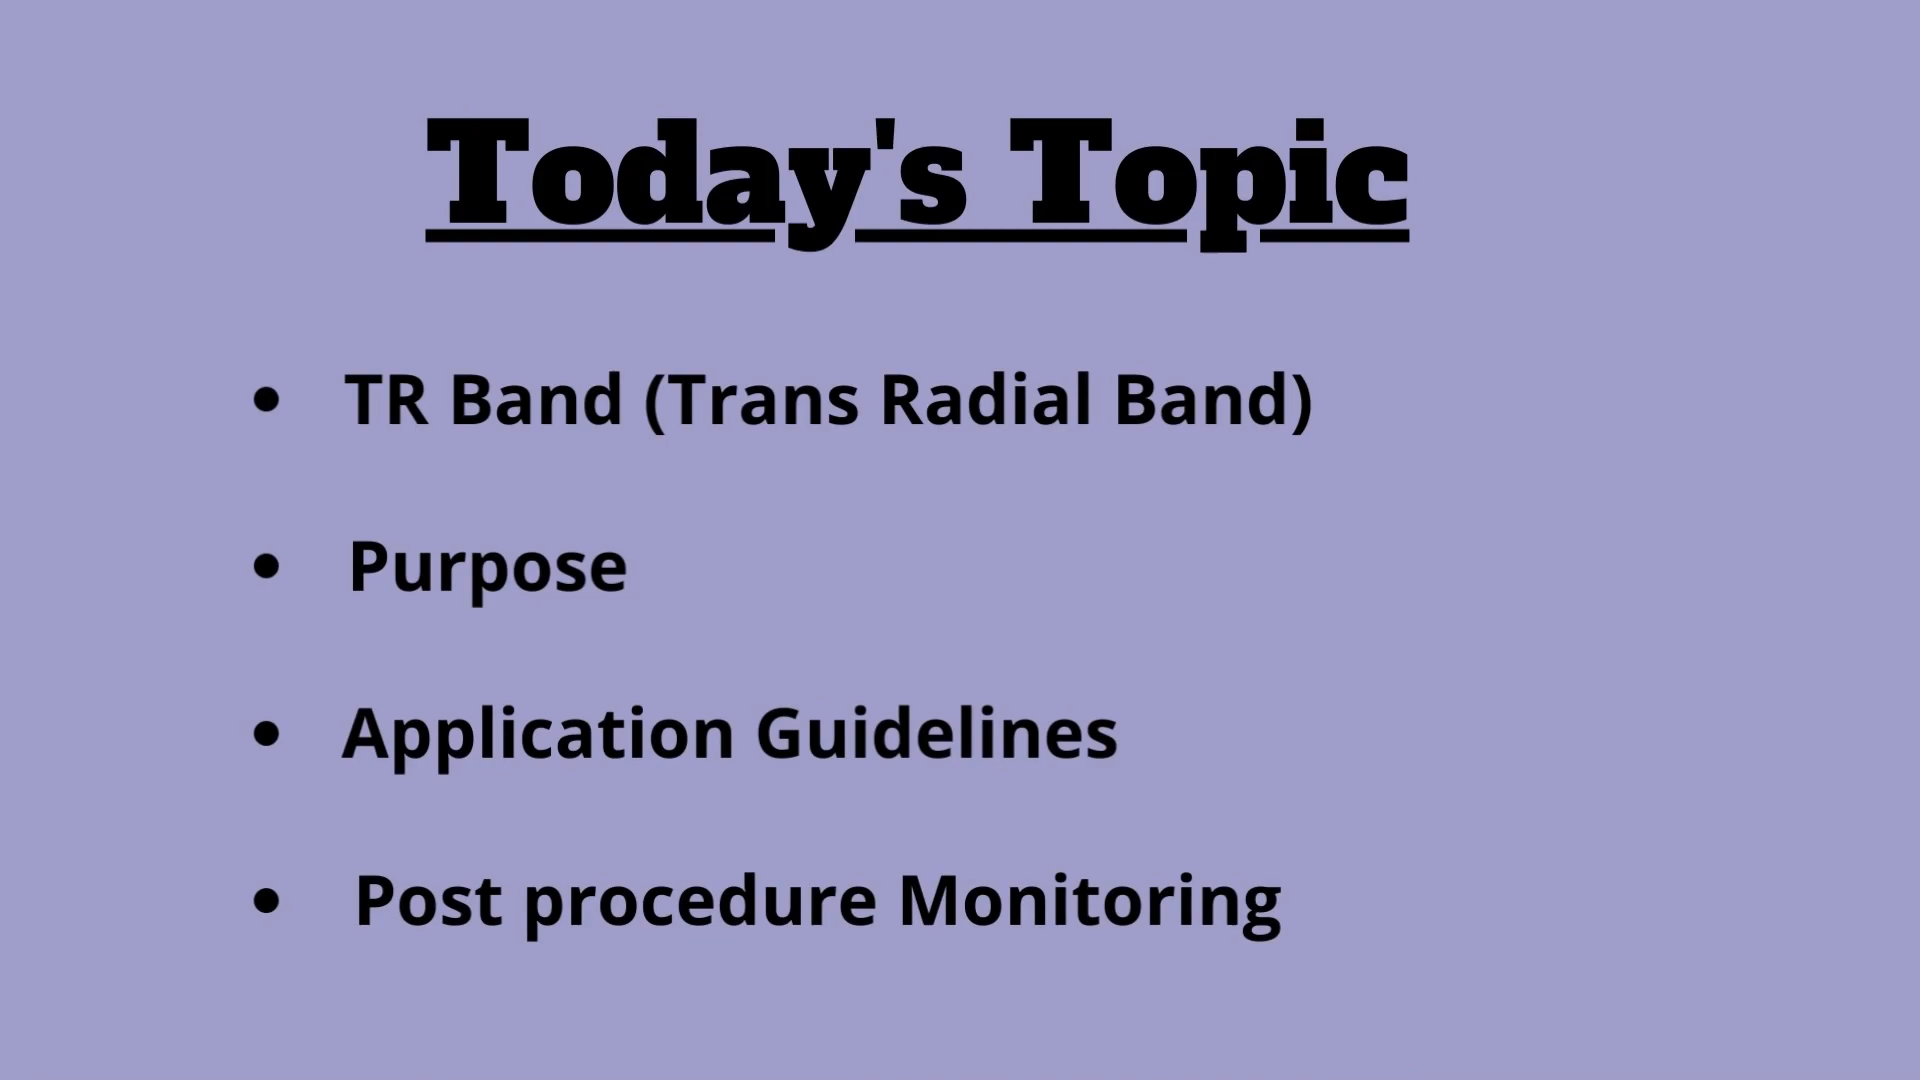 Today's Topic
• TR Band (Trans Radial Band)
• Purpose
• Application Guidelines
• Post procedure Monitoring